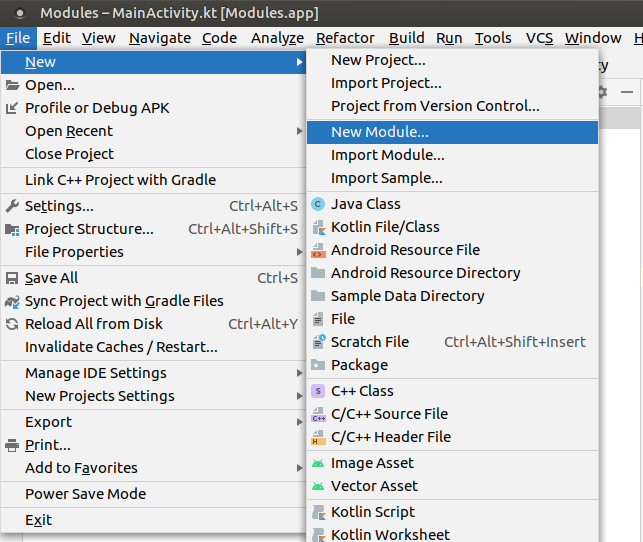 Modules – MainActivity.kt [Modules.app]
File Edit View Navigate Code Analyze Refactor Build Run Tools VCS Window H
New
Open...
Profile or Debug APK
Open Recent
Close Project
Link C++ Project with Gradle
Settings... Ctrl+Alt+S
Project Structure... Ctrl+Alt+Shift+S
File Properties
Save All Ctrl+S
Sync Project with Gradle Files
Reload All from Disk Ctrl+Alt+Y
Invalidate Caches / Restart...
Manage IDE Settings
New Projects Settings
Export
Print...
Add to Favorites
Power Save Mode
Exit
New Project...
Import Project...
Project from Version Control...
New Module...
Import Module...
Import Sample...
Java Class
Kotlin File/Class
Android Resource File
Android Resource Directory
Sample Data Directory
File
Scratch File Ctrl+Alt+Shift+Insert
Package
C++ Class
C/C++ Source File
C/C++ Header File
Image Asset
Vector Asset
Kotlin Script
Kotlin Worksheet